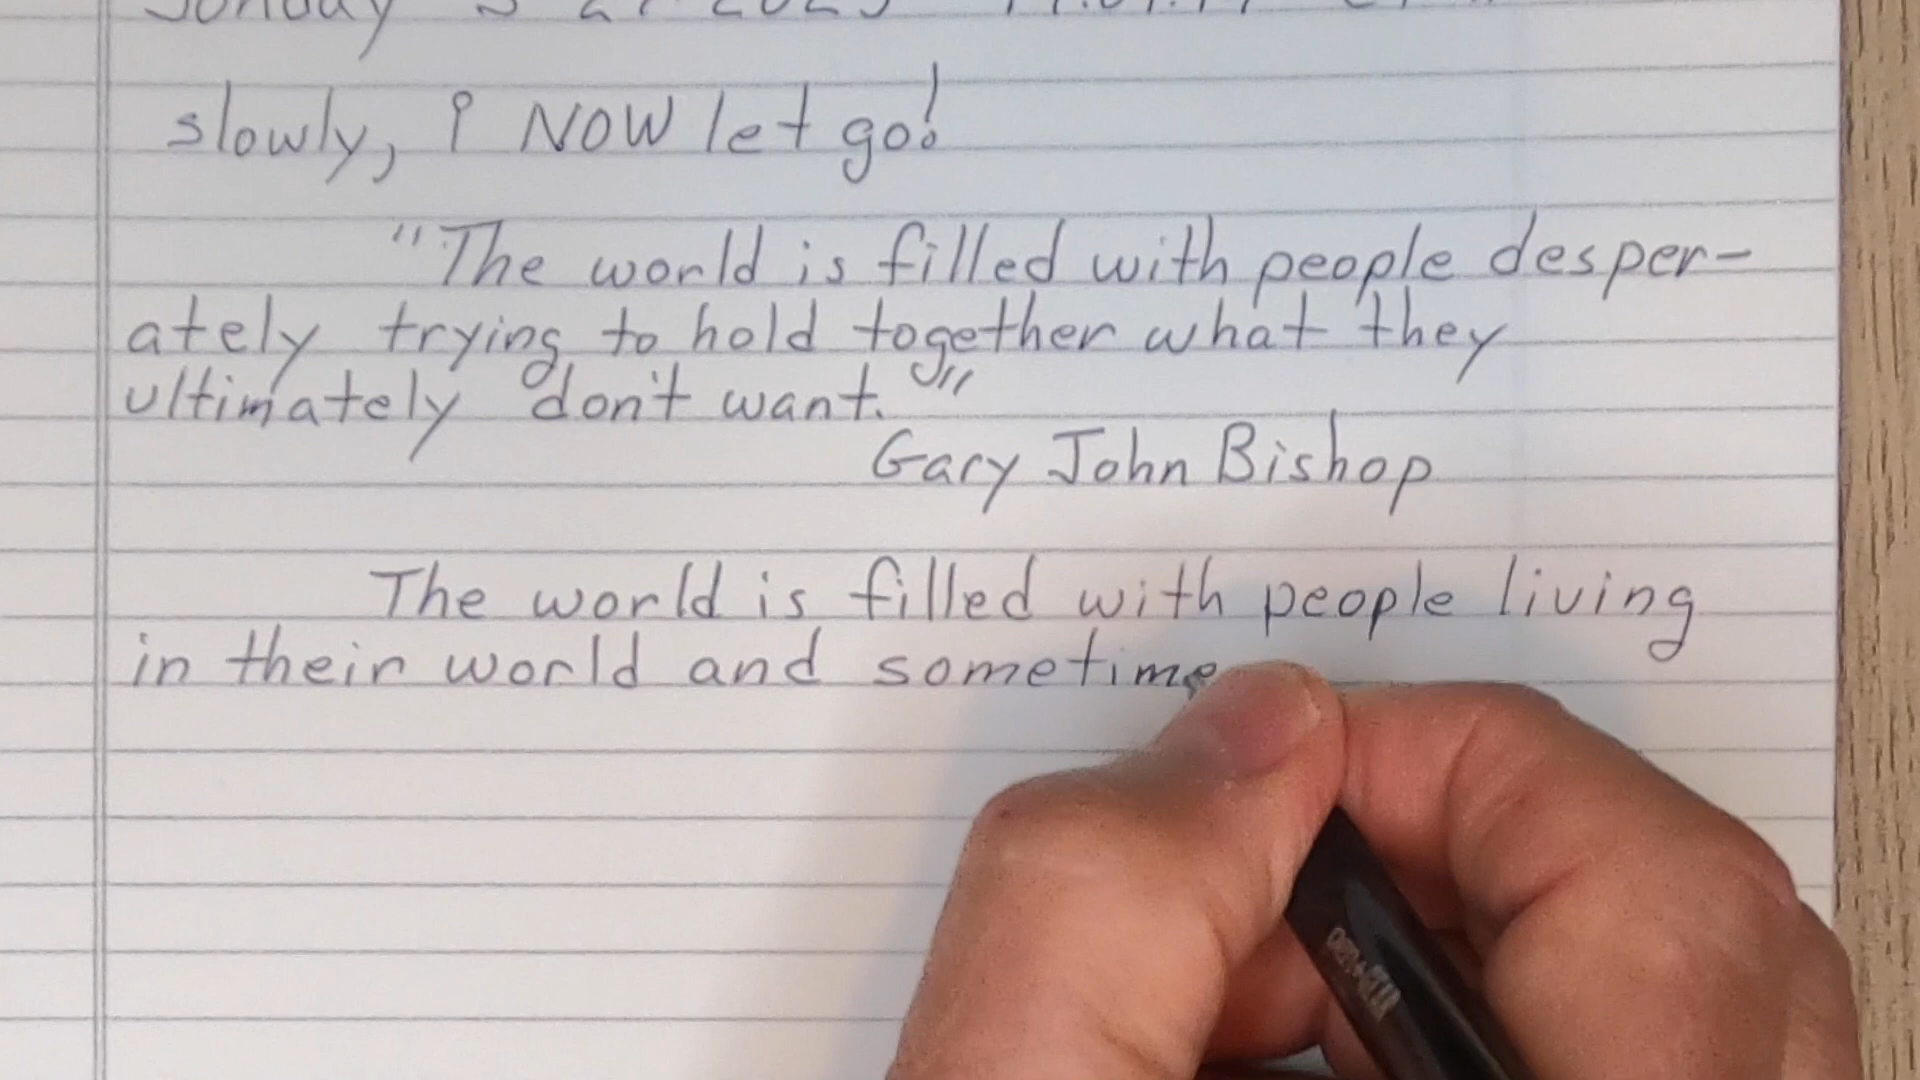 slowly, I NOW let go!
"The world is filled with people desper-
ately trying to hold together what they
ultimately don't want."
Gary John Bishop
The world is filled with people living
in their world and sometime